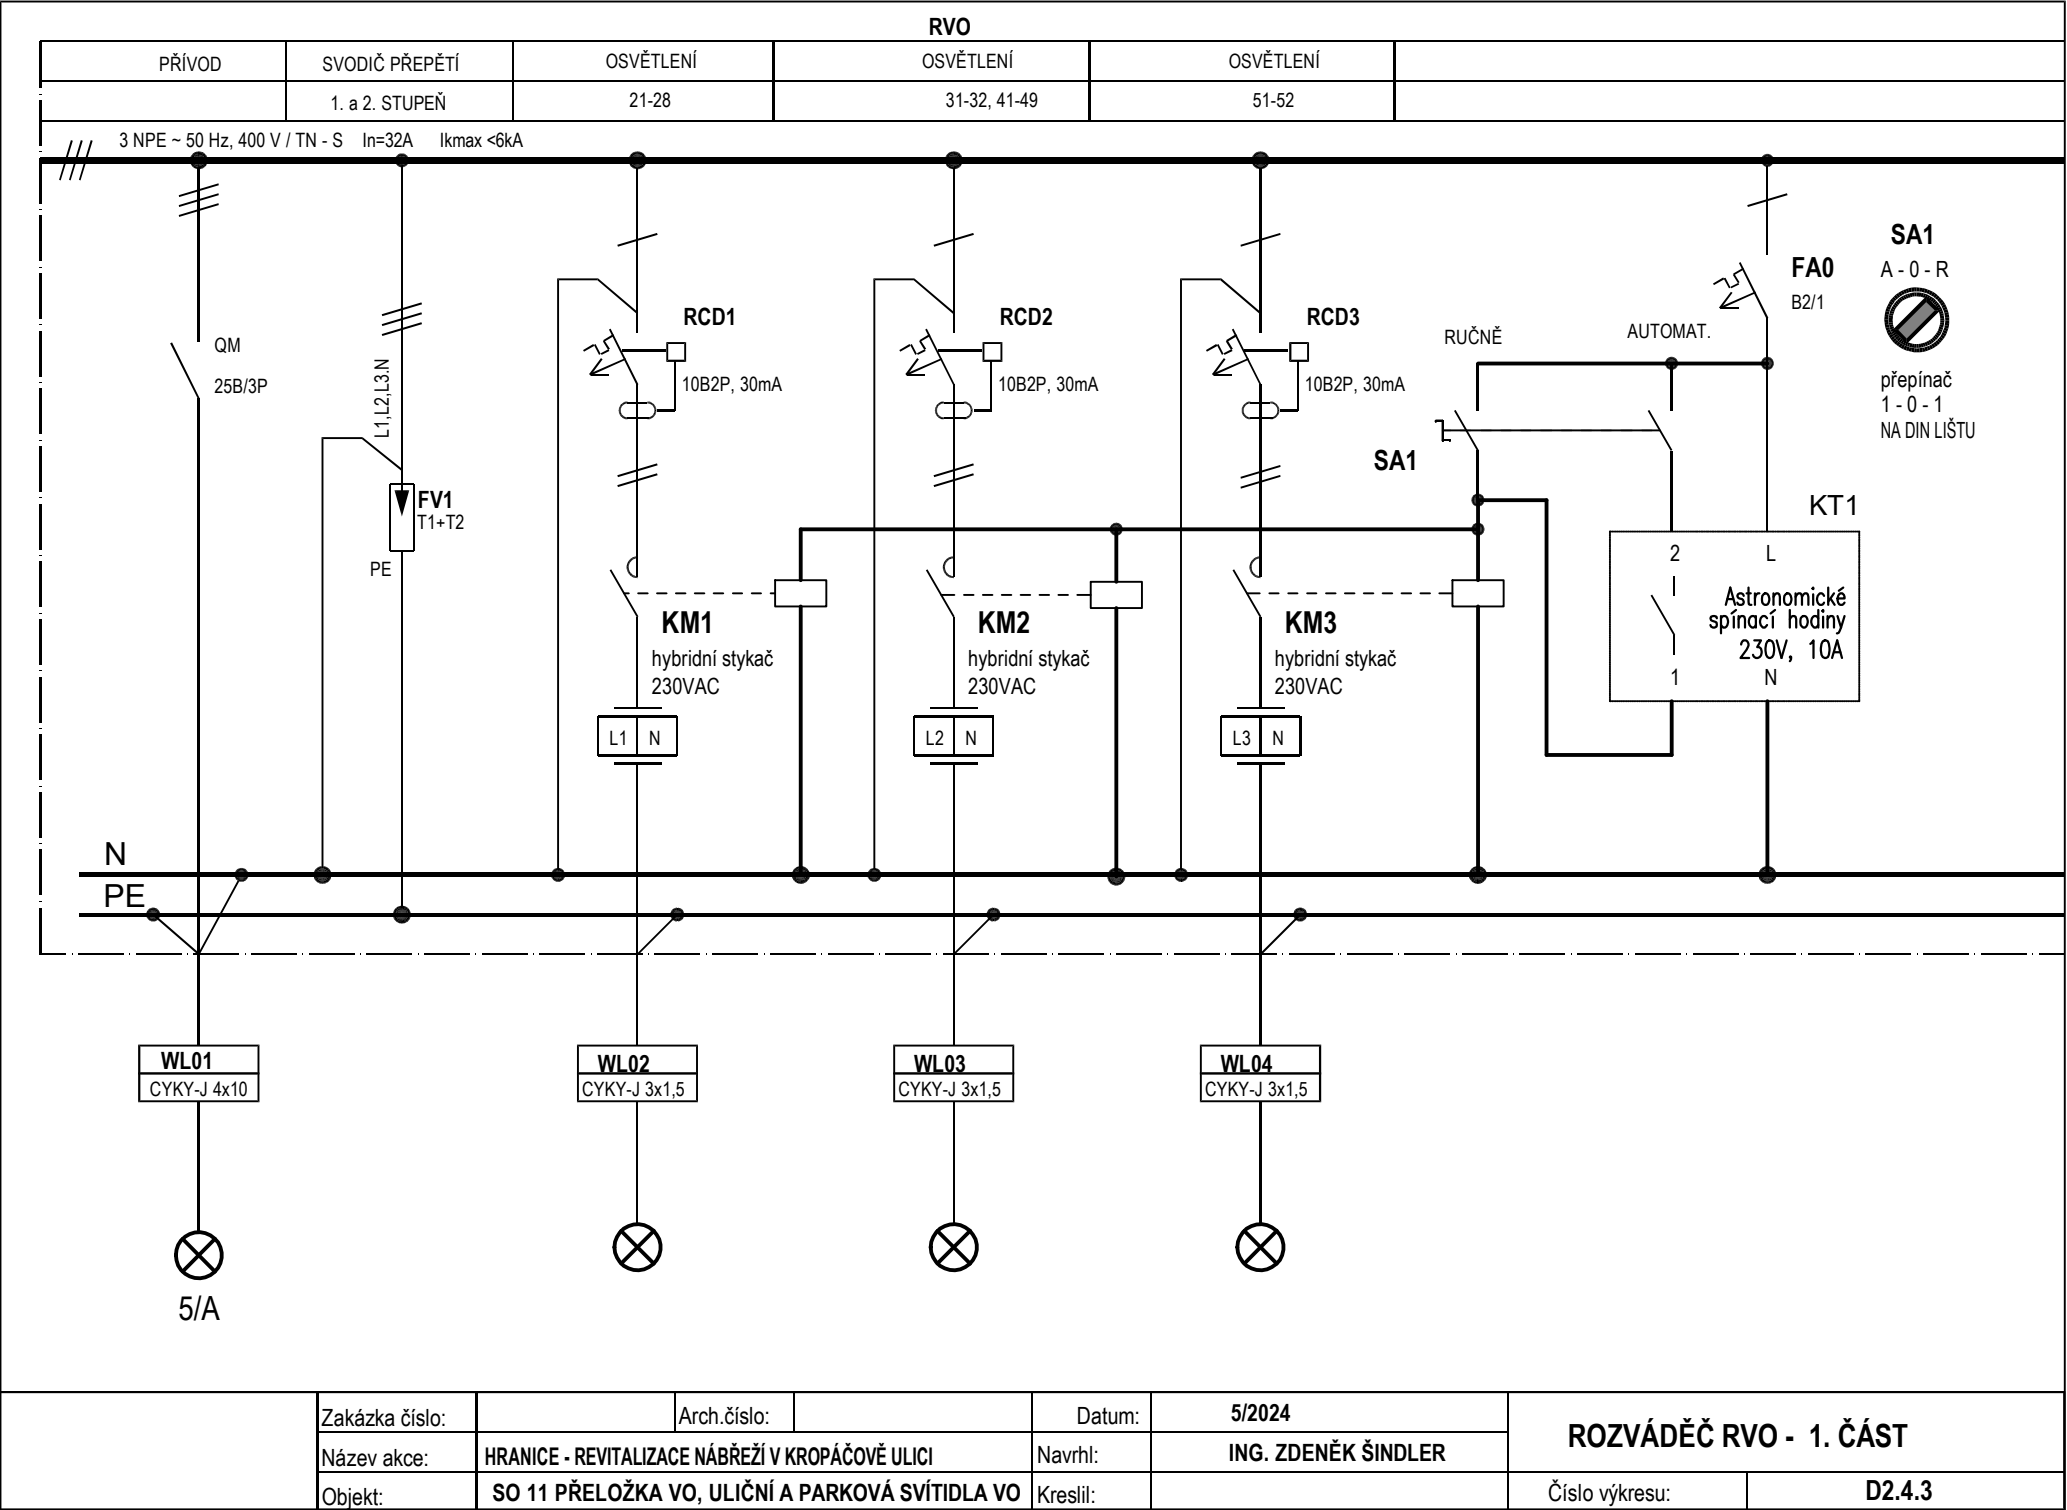 RVO
PŘÍVOD
SVODIČ PŘEPĚTÍ
OSVĚTLENÍ
OSVĚTLENÍ
OSVĚTLENÍ
1. a 2. STUPEŇ
21-28
31-32, 41-49
51-52
3 NPE ~ 50 Hz, 400 V / TN - S In=32A Ikmax <6kA
QM
25B/3P
L1,L2,L3.N
FV1
T1+T2
PE
RCD1
10B2P, 30mA
RCD2
10B2P, 30mA
RCD3
10B2P, 30mA
SA1
A - 0 - R
FA0
B2/1
RUČNĚ
AUTOMAT.
přepínač
1 - 0 - 1
NA DIN LIŠTU
SA1
KT1
2 L
Astronomické
spínací hodiny
230V, 10A
1 N
KM1
hybridní stykač
230VAC
KM2
hybridní stykač
230VAC
KM3
hybridní stykač
230VAC
L1 N
L2 N
L3 N
N
PE
WL01
CYKY-J 4x10
WL02
CYKY-J 3x1,5
WL03
CYKY-J 3x1,5
WL04
CYKY-J 3x1,5
5/A
Zakázka číslo:
Arch.číslo:
Datum:
5/2024
ROZVÁDĚČ RVO - 1. ČÁST
Název akce:
HRANICE - REVITALIZACE NÁBŘEŽÍ V KROPÁČOVĚ ULICI
Navrhl:
ING. ZDENĚK ŠINDLER
Objekt:
SO 11 PŘELOŽKA VO, ULIČNÍ A PARKOVÁ SVÍTIDLA VO
Kreslil:
Číslo výkresu:
D2.4.3